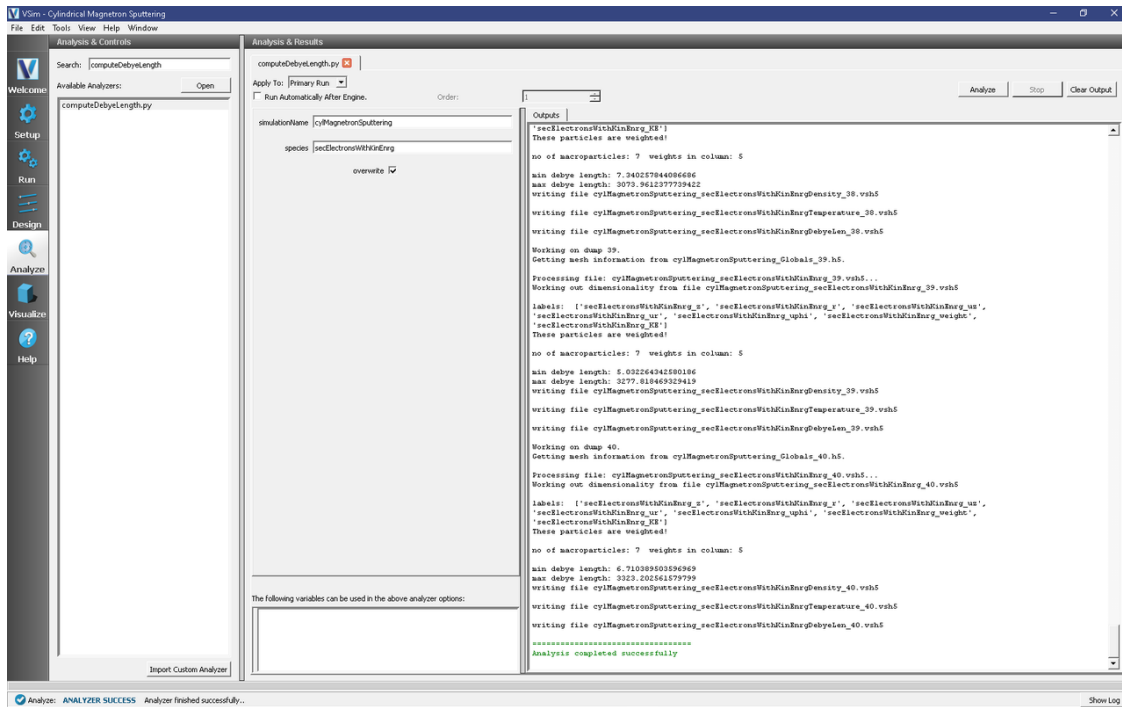 VSim - Cylindrical Magnetron Sputtering
File Edit Tools View Help Window
Analysis & Controls
Analysis & Results
Welcome
Setup
Run
Design
Analyze
Visualize
Help
Search: computeDebyeLength
Available Analyzers:
Open
computeDebyeLength.py
Import Custom Analyzer
computeDebyeLength.py
Apply To: Primary Run
Run Automatically After Engine.
Order:
1
Analyze
Stop
Clear Output
simulationName cylMagnetronSputtering
species secElectronsWithKinEnrg
overwrite
The following variables can be used in the above analyzer options:
Outputs
'secElectronsWithKinEnrg_KE']
These particles are weighted!
no of macroparticles: 7 weights in column: 5
min debye length: 7.340257844086686
max debye length: 3073.9612377739422
writing file cylMagnetronSputtering_secElectronsWithKinEnrgDensity_38.vsh5
writing file cylMagnetronSputtering_secElectronsWithKinEnrgTemperature_38.vsh5
writing file cylMagnetronSputtering_secElectronsWithKinEnrgDebyeLen_38.vsh5
Working on dump 39.
Getting mesh information from cylMagnetronSputtering_Globals_39.h5.
Processing file: cylMagnetronSputtering_secElectronsWithKinEnrg_39.vsh5...
Working out dimensionality from file cylMagnetronSputtering_secElectronsWithKinEnrg_39.vsh5
labels: ['secElectronsWithKinEnrg_z', 'secElectronsWithKinEnrg_r', 'secElectronsWithKinEnrg_uz',
'secElectronsWithKinEnrg_ur', 'secElectronsWithKinEnrg_uphi', 'secElectronsWithKinEnrg_weight',
'secElectronsWithKinEnrg_KE']
These particles are weighted!
no of macroparticles: 7 weights in column: 5
min debye length: 5.032264342580186
max debye length: 3277.818469329419
writing file cylMagnetronSputtering_secElectronsWithKinEnrgDensity_39.vsh5
writing file cylMagnetronSputtering_secElectronsWithKinEnrgTemperature_39.vsh5
writing file cylMagnetronSputtering_secElectronsWithKinEnrgDebyeLen_39.vsh5
Working on dump 40.
Getting mesh information from cylMagnetronSputtering_Globals_40.h5.
Processing file: cylMagnetronSputtering_secElectronsWithKinEnrg_40.vsh5...
Working out dimensionality from file cylMagnetronSputtering_secElectronsWithKinEnrg_40.vsh5
labels: ['secElectronsWithKinEnrg_z', 'secElectronsWithKinEnrg_r', 'secElectronsWithKinEnrg_uz',
'secElectronsWithKinEnrg_ur', 'secElectronsWithKinEnrg_uphi', 'secElectronsWithKinEnrg_weight',
'secElectronsWithKinEnrg_KE']
These particles are weighted!
no of macroparticles: 7 weights in column: 5
min debye length: 6.710389503596969
max debye length: 3323.202561579799
writing file cylMagnetronSputtering_secElectronsWithKinEnrgDensity_40.vsh5
writing file cylMagnetronSputtering_secElectronsWithKinEnrgTemperature_40.vsh5
writing file cylMagnetronSputtering_secElectronsWithKinEnrgDebyeLen_40.vsh5
==================================
Analysis completed successfully
Analyze: ANALYZER SUCCESS Analyzer finished successfully..
Show Log